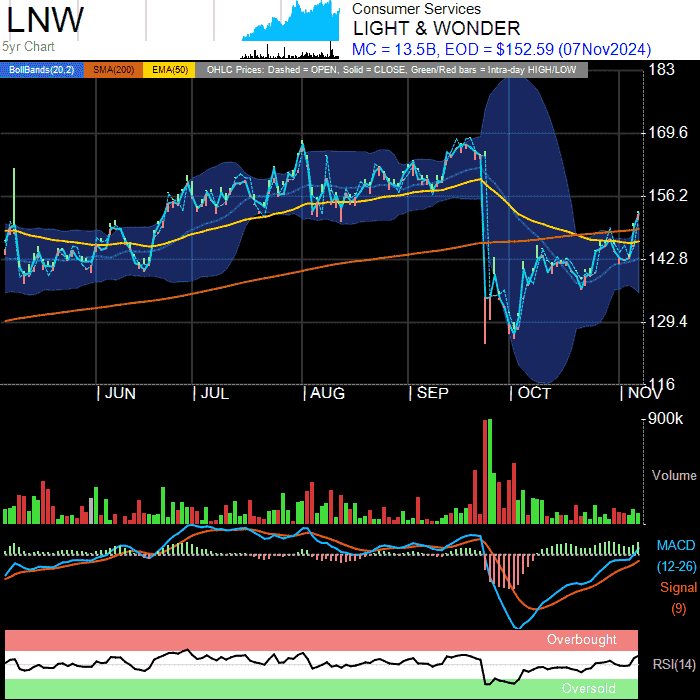 LNW
5yr Chart
Consumer Services
LIGHT & WONDER
MC = 13.5B, EOD = $152.59 (07Nov2024)
BollBands(20,2) SMA(200) EMA(50) OHLC Prices: Dashed = OPEN, Solid = CLOSE, Green/Red bars = Intra-day HIGH/LOW
183
169.6
156.2
142.8
129.4
116
JUN JUL AUG SEP OCT NOV
900k
Volume
MACD
(12-26)
Signal
(9)
Overbought
RSI(14)
Oversold